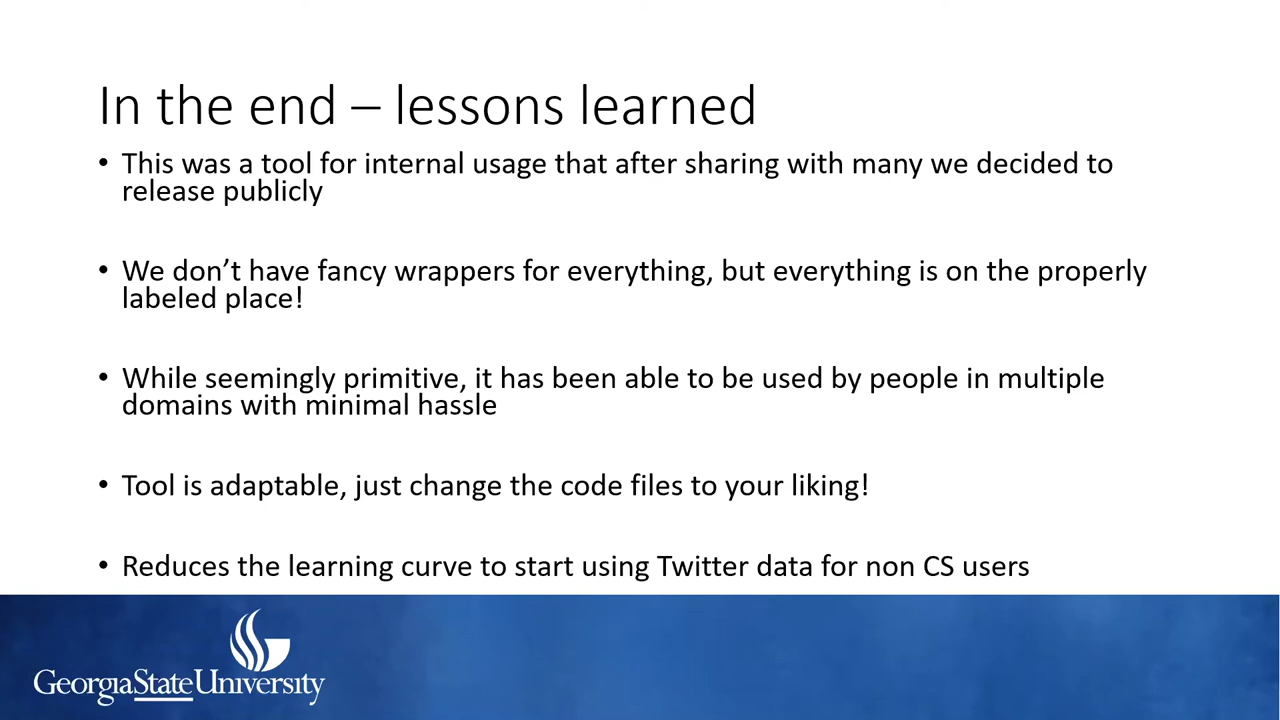 In the end – lessons learned
• This was a tool for internal usage that after sharing with many we decided to
release publicly
• We don’t have fancy wrappers for everything, but everything is on the properly
labeled place!
• While seemingly primitive, it has been able to be used by people in multiple
domains with minimal hassle
• Tool is adaptable, just change the code files to your liking!
• Reduces the learning curve to start using Twitter data for non CS users
GeorgiaStateUniversity